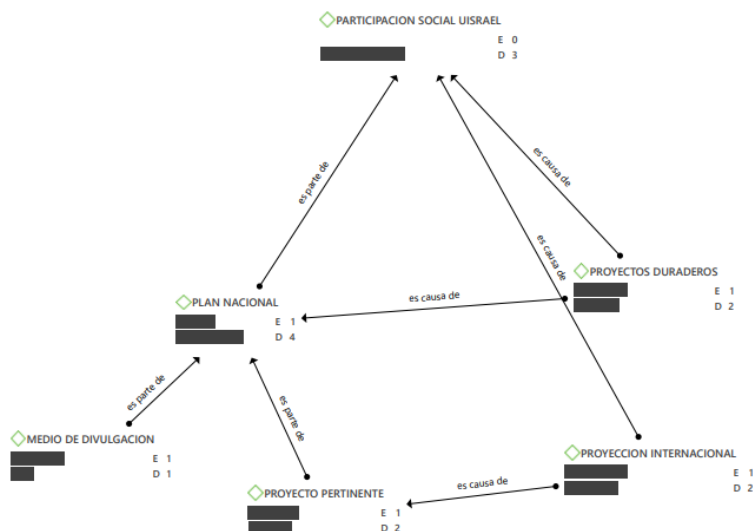 PARTICIPACION SOCIAL UISRAEL
E 0
D 3
es parte de
es causa de
es causa de
PROYECTOS DURADEROS
E 1
D 2
es causa de
PLAN NACIONAL
E 1
D 4
es parte de
es parte de
MEDIO DE DIVULGACION
E 1
D 1
PROYECCION INTERNACIONAL
E 1
D 2
es causa de
PROYECTO PERTINENTE
E 1
D 2